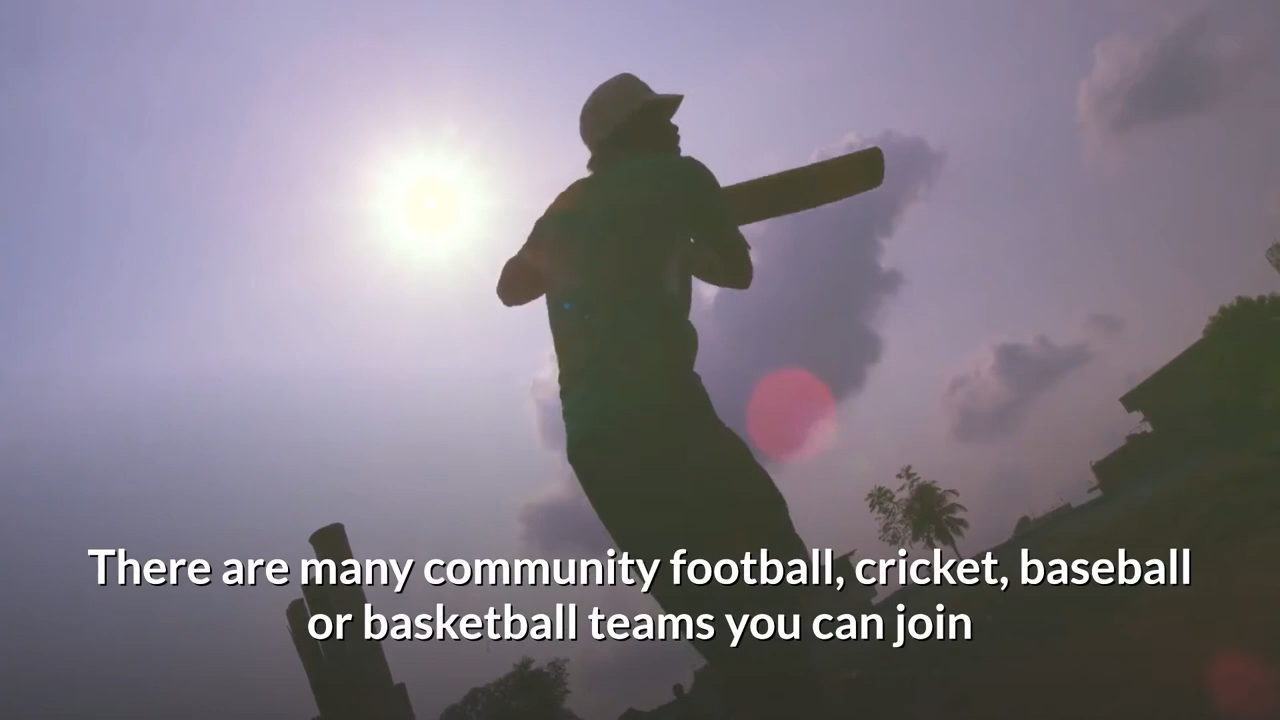 There are many community football, cricket, baseball
or basketball teams you can join